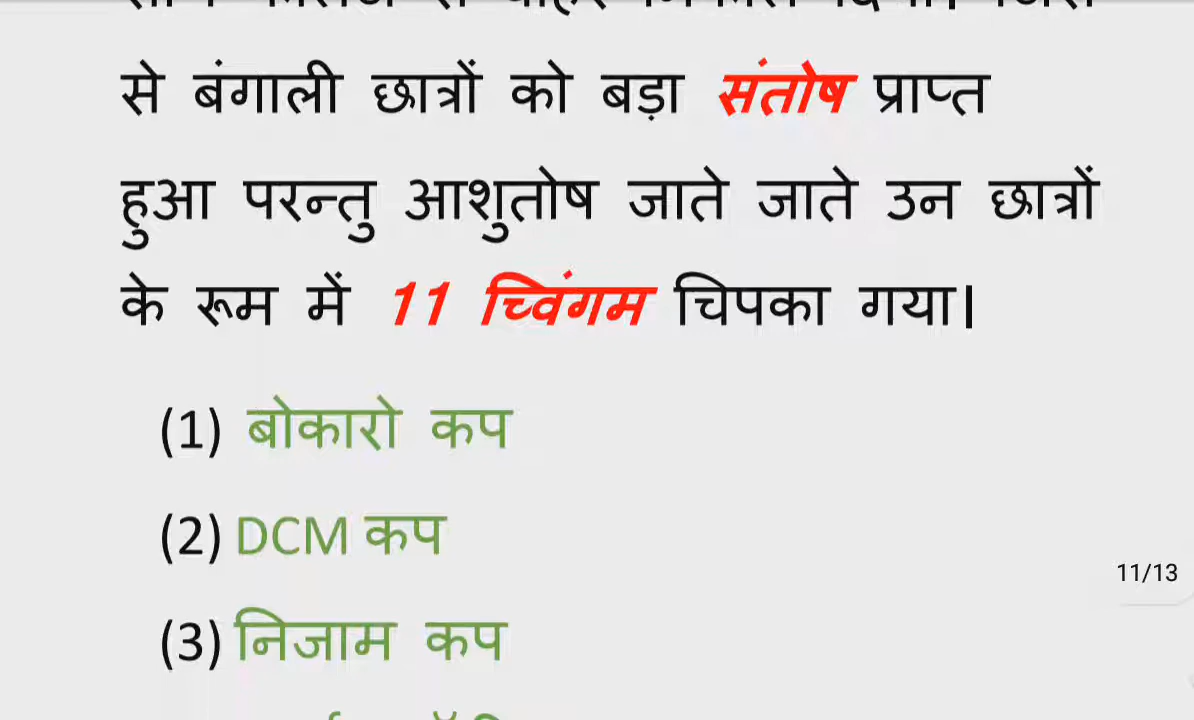 से बंगाली छात्रों को बड़ा संतोष प्राप्त
हुआ परन्तु आशुतोष जाते जाते उन छात्रों
के रूम में 11 च्विंगम चिपका गया।
(1) बोकारो कप
(2) DCM कप
11/13
(3) निजाम कप